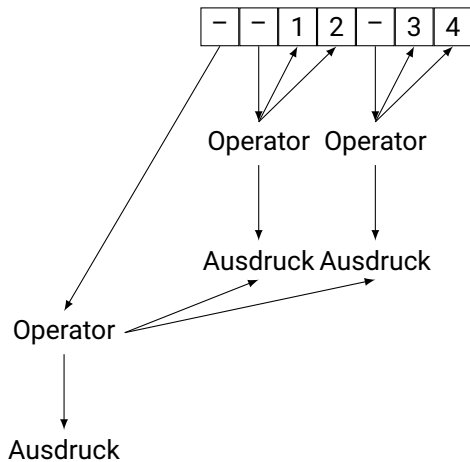 − − 1 2 − 3 4
Operator Operator
Ausdruck Ausdruck
Operator
Ausdruck